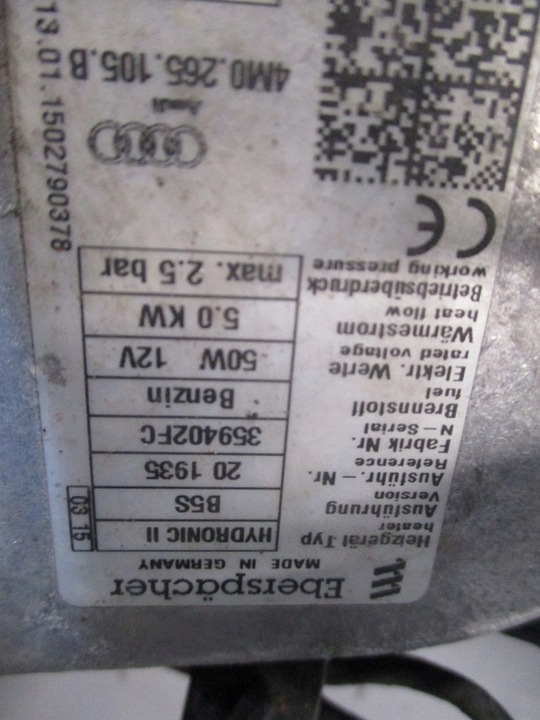 Eberspächer
MADE IN GERMANY
Heizgerät Typ HYDRONIC II
heater
Ausführung B5S
Version
03 15
Ausführ.-Nr. 20 1935
Reference
Fabrik Nr. 359402FC
N-Serial
Brennstoff Benzin
fuel
Elektr. Werte 50W 12V
rated voltage
Wärmestrom 5.0 KW
heat flow
Betriebsüberdruck max. 2.5 bar
working pressure
CE
Audi
4M0.265.105.B
13.01.1502790378